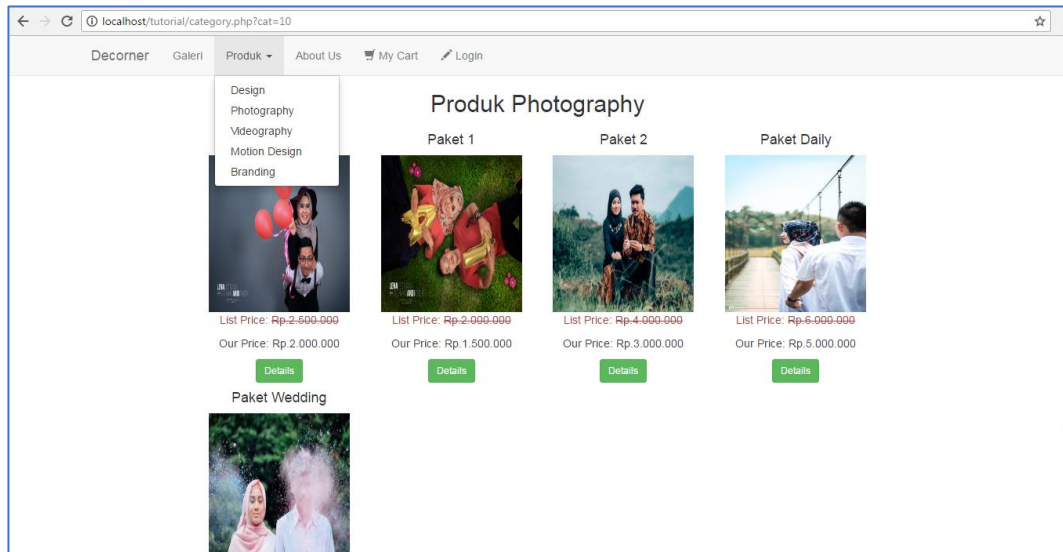 localhost/tutorial/category.php?cat=10
Decorner Galeri Produk About Us My Cart Login
Design
Photography
Videography
Motion Design
Branding
Produk Photography
Paket 1 Paket 2 Paket Daily
List Price: Rp.2.500.000 List Price: Rp.2.000.000 List Price: Rp.4.000.000 List Price: Rp.6.000.000
Our Price: Rp.2.000.000 Our Price: Rp.1.500.000 Our Price: Rp.3.000.000 Our Price: Rp.5.000.000
Details Details Details Details
Paket Wedding